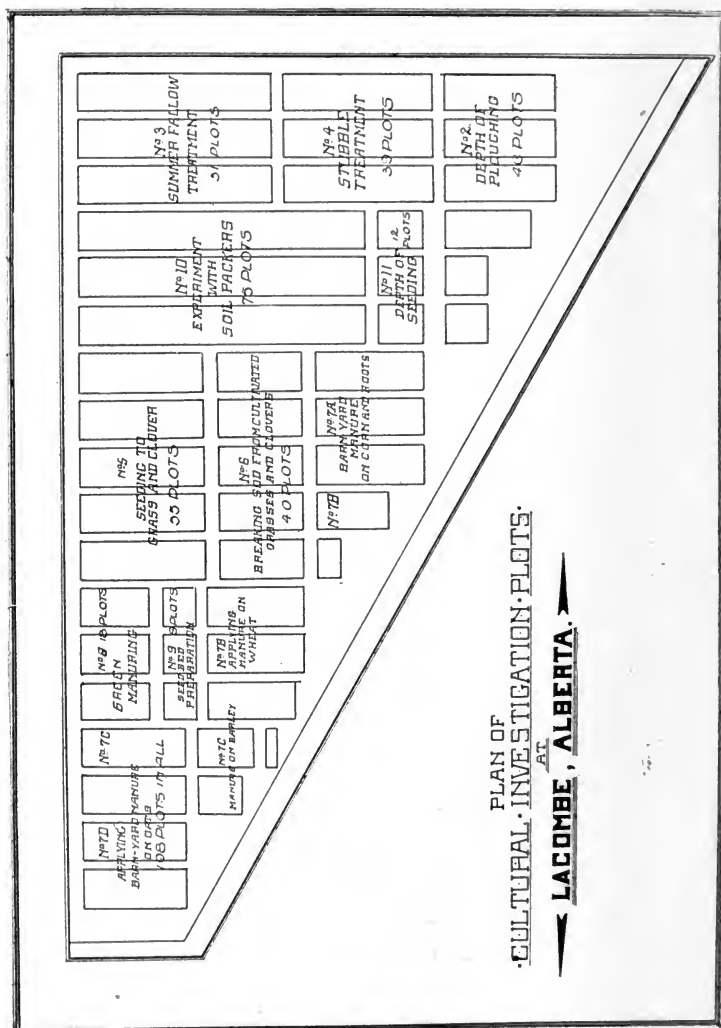 No 7D
APPLYING
BARN-YARD MANURE
ON OATS
108 PLOTS IN ALL
No 7C
No 7C
MANURE ON BARLEY
No 8 18 PLOTS
GREEN
MANURING
No 9 8 PLOTS
SEED BED
PREPARATION
No 7B
APPLYING
MANURE ON
WHEAT
No 5
SEEDING TO
GRASS AND CLOVER
PLOTS
No 6
BREAKING SOD FROM CULTIVATED
GRASSES AND CLOVERS
40 PLOTS
No 7B
No 7A
BARN YARD
MANURE
ON CORN AND ROOTS
No 10
EXPERIMENT
WITH
SOIL PACKERS
75 PLOTS
No 11 12
DEPTH OF PLOTS
SEEDING
No 3
SUMMER FALLOW
TREATMENT
PLOTS
No 4
STUBBLE
TREATMENT
39 PLOTS
No 2
DEPTH OF
PLOUGHING
PLOTS
PLAN OF
·CULTURAL·INVESTIGATION·PLOTS·
AT
LACOMBE, ALBERTA.